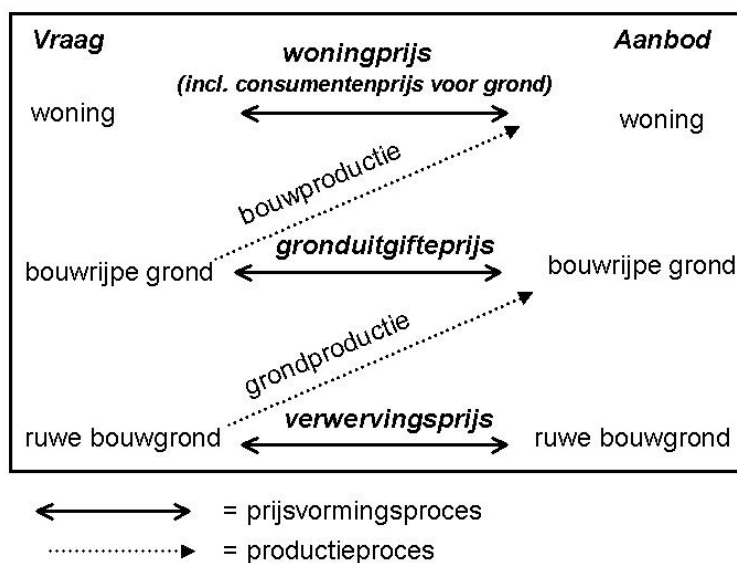 Vraag
woningprijs
Aanbod
(incl. consumentenprijs voor grond)
woning
woning
bouwproductie
gronduitgifteprijs
bouwrijpe grond
bouwrijpe grond
grondproductie
verwervingsprijs
ruwe bouwgrond
ruwe bouwgrond
= prijsvormingsproces
= productieproces